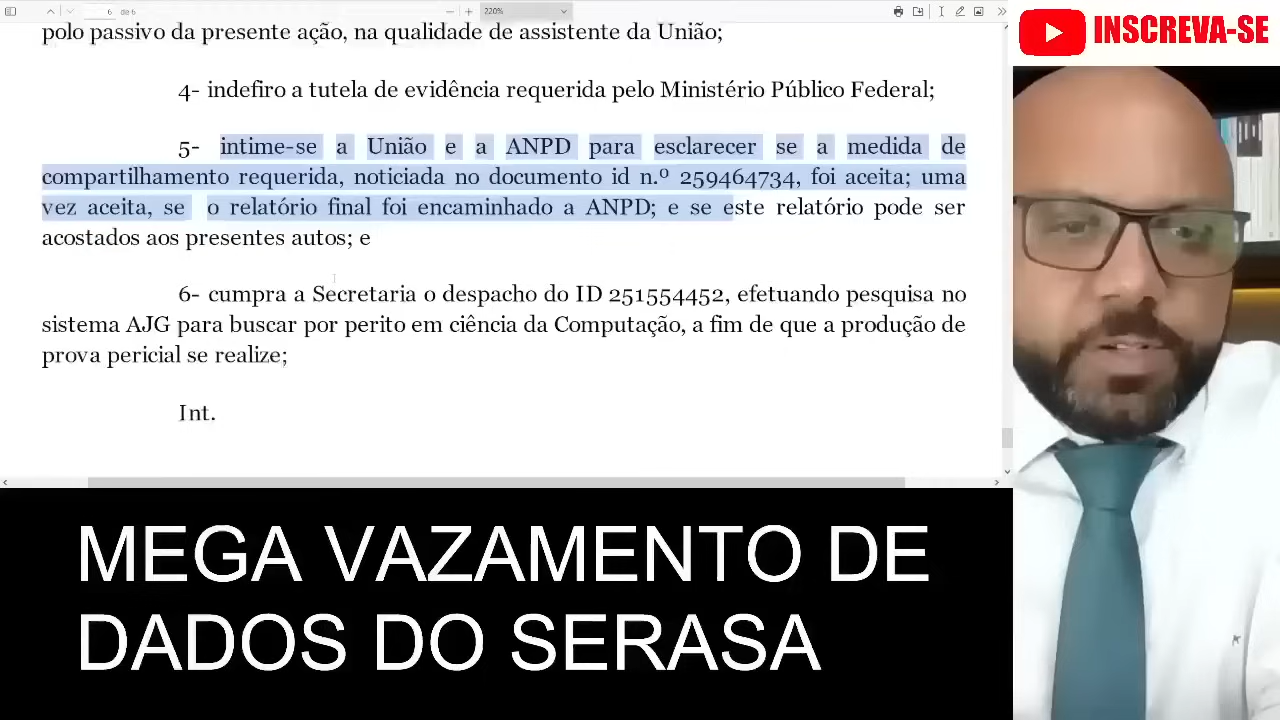 6 de 6
220%
INSCREVA-SE
polo passivo da presente ação, na qualidade de assistente da União;
4- indefiro a tutela de evidência requerida pelo Ministério Público Federal;
5- intime-se a União e a ANPD para esclarecer se a medida de
compartilhamento requerida, noticiada no documento id n.º 259464734, foi aceita; uma
vez aceita, se o relatório final foi encaminhado a ANPD; e se este relatório pode ser
acostados aos presentes autos; e
6- cumpra a Secretaria o despacho do ID 251554452, efetuando pesquisa no
sistema AJG para buscar por perito em ciência da Computação, a fim de que a produção de
prova pericial se realize;
Int.
MEGA VAZAMENTO DE
DADOS DO SERASA